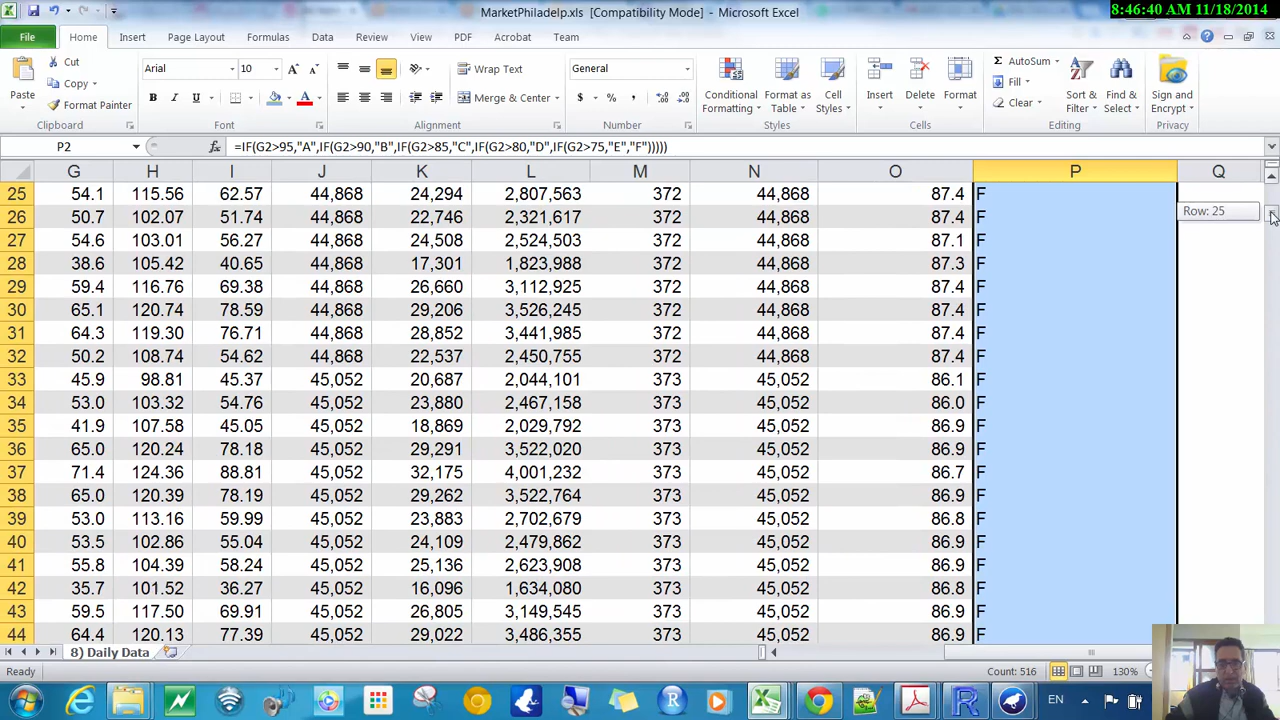 8:46:40 AM 11/18/2014
MarketPhiladelp.xls [Compatibility Mode] - Microsoft Excel
File Home Insert Page Layout Formulas Data Review View PDF Acrobat Team
Paste Cut Copy Format Painter Clipboard
Arial 10 B I U Font
Wrap Text Merge & Center Alignment
General $ % , Number
Conditional Formatting Format as Table Cell Styles Styles
Insert Delete Format Cells
AutoSum Fill Clear Sort & Filter Find & Select Editing
Sign and Encrypt Privacy
P2 fx =IF(G2>95,"A",IF(G2>90,"B",IF(G2>85,"C",IF(G2>80,"D",IF(G2>75,"E","F")))))
G H I J K L M N O P Q
25 54.1 115.56 62.57 44,868 24,294 2,807,563 372 44,868 87.4 F
Row: 25
26 50.7 102.07 51.74 44,868 22,746 2,321,617 372 44,868 87.4 F
27 54.6 103.01 56.27 44,868 24,508 2,524,503 372 44,868 87.1 F
28 38.6 105.42 40.65 44,868 17,301 1,823,988 372 44,868 87.3 F
29 59.4 116.76 69.38 44,868 26,660 3,112,925 372 44,868 87.4 F
30 65.1 120.74 78.59 44,868 29,206 3,526,245 372 44,868 87.4 F
31 64.3 119.30 76.71 44,868 28,852 3,441,985 372 44,868 87.4 F
32 50.2 108.74 54.62 44,868 22,537 2,450,755 372 44,868 87.4 F
33 45.9 98.81 45.37 45,052 20,687 2,044,101 373 45,052 86.1 F
34 53.0 103.32 54.76 45,052 23,880 2,467,158 373 45,052 86.0 F
35 41.9 107.58 45.05 45,052 18,869 2,029,792 373 45,052 86.9 F
36 65.0 120.24 78.18 45,052 29,291 3,522,020 373 45,052 86.9 F
37 71.4 124.36 88.81 45,052 32,175 4,001,232 373 45,052 86.7 F
38 65.0 120.39 78.19 45,052 29,262 3,522,764 373 45,052 86.9 F
39 53.0 113.16 59.99 45,052 23,883 2,702,679 373 45,052 86.8 F
40 53.5 102.86 55.04 45,052 24,109 2,479,862 373 45,052 86.9 F
41 55.8 104.39 58.24 45,052 25,136 2,623,908 373 45,052 86.9 F
42 35.7 101.52 36.27 45,052 16,096 1,634,080 373 45,052 86.8 F
43 59.5 117.50 69.91 45,052 26,805 3,149,545 373 45,052 86.9 F
44 64.4 120.13 77.39 45,052 29,022 3,486,355 373 45,052 86.9 F
8) Daily Data
Ready Count: 516 130%
EN